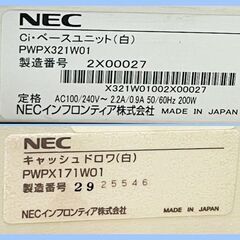 NEC
Ci・ベースユニット(白)
PWPX321W01
製造番号 2X00027
X321W01002X00027
定格 AC100/240V～ 2.2A/0.9A 50/60Hz 200W
NECインフロンティア株式会社 MADE IN JAPAN
NEC
キャッシュドロワ(白)
PWPX171W01
製造番号 2925546
NECインフロンティア株式会社 MADE IN JAPAN